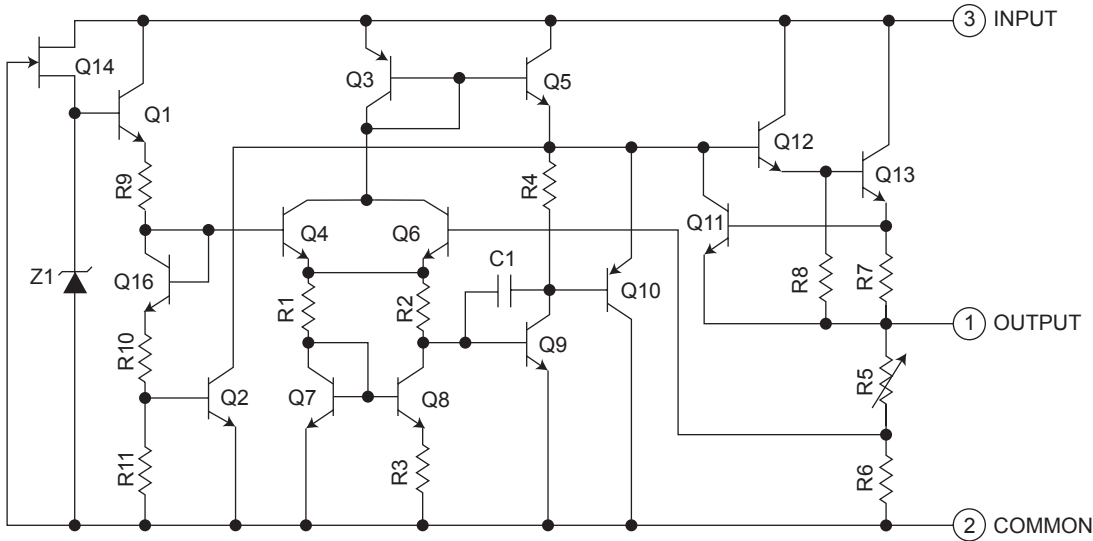 3 INPUT
Q14
Q1
Q3
Q5
Q12
Q13
R9
R4
Q4
Q6
Q11
C1
Z1
Q16
R1
R2
Q10
R8
R7
1 OUTPUT
R10
Q9
R5
Q2
Q7
Q8
R11
R3
R6
2 COMMON